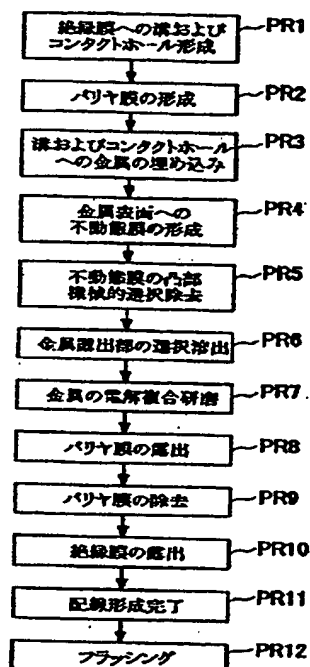 絶縁膜への溝および
コンタクトホール形成
PR1
バリヤ膜の形成
PR2
溝およびコンタクトホール
への金属の埋め込み
PR3
金属表面への
不動態膜の形成
PR4
不動態膜の凸部
機械的選択除去
PR5
金属露出部の選択溶出
PR6
金属の電解複合研磨
PR7
バリヤ膜の露出
PR8
バリヤ膜の除去
PR9
絶縁膜の露出
PR10
配線形成完了
PR11
フラッシング
PR12